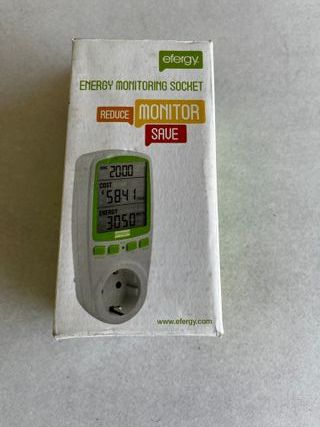 efergy
ENERGY MONITORING SOCKET
REDUCE MONITOR
SAVE
2000
COST
5841
ENERGY
3050
www.efergy.com